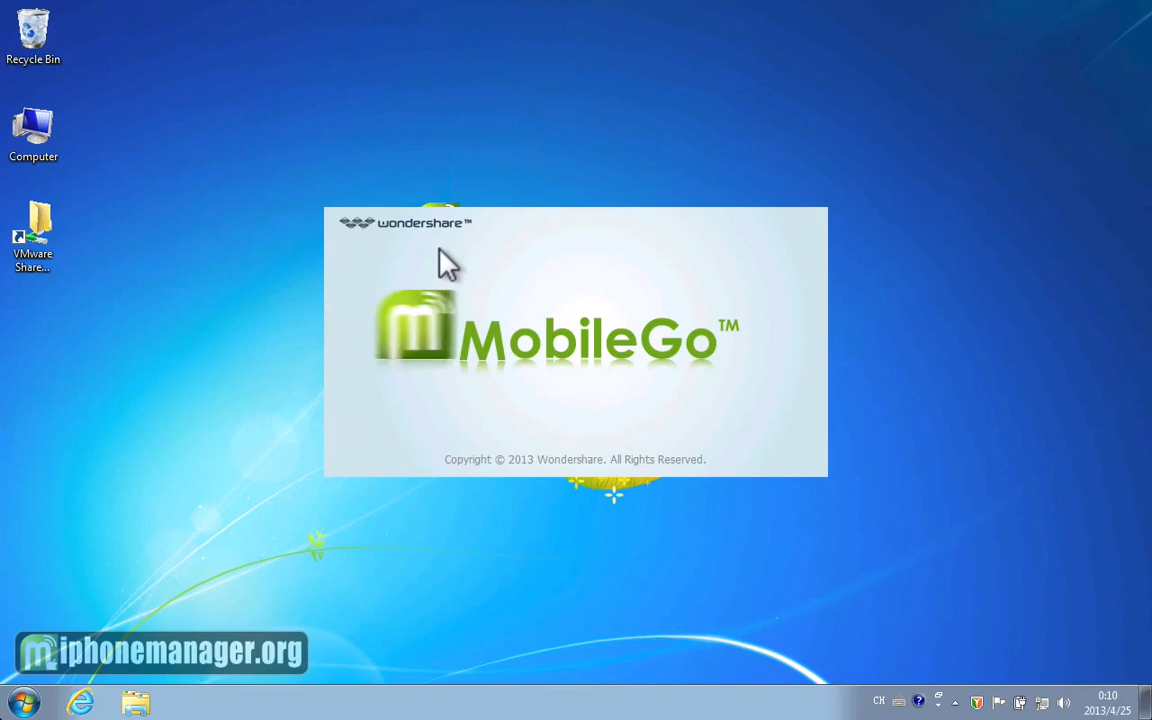 Recycle Bin
Computer
VMware
Share...
wondershare™
m MobileGo™
Copyright © 2013 Wondershare. All Rights Reserved.
m iphonemanager.org
CH
0:10
2013/4/25